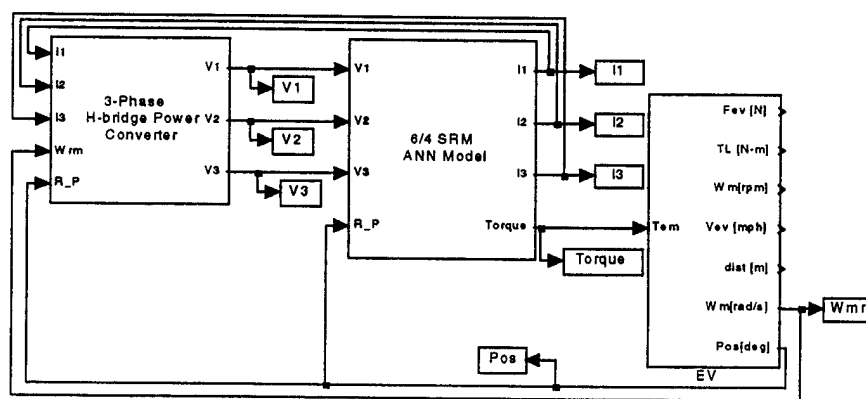 I1
I2
I3
Wrm
R_P
3-Phase
H-bridge Power
Converter
V1
V2
V3
V1
V2
V3
V1
V2
V3
R_P
6/4 SRM
ANN Model
I1
I2
I3
Torque
I1
I2
I3
Torque
Tem
Fev [N]
TL [N-m]
Wm[rpm]
Vev [mph]
dist [m]
Wm[rad/s]
Pos[deg]
EV
Wmr
Pos